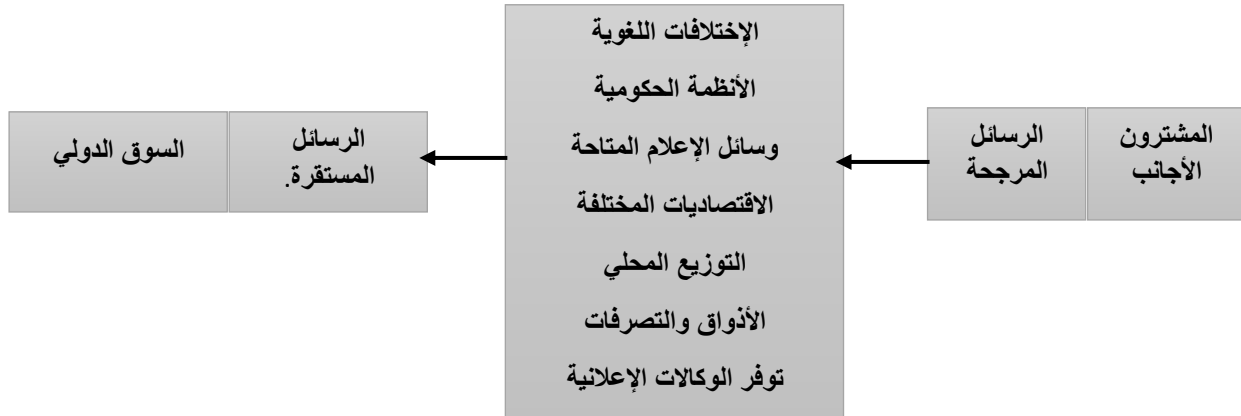 المشترون
الأجانب
الرسائل
المرجحة
الإختلافات اللغوية
الأنظمة الحكومية
وسائل الإعلام المتاحة
الاقتصاديات المختلفة
التوزيع المحلي
الأذواق والتصرفات
توفر الوكالات الإعلانية
الرسائل
المستقرة.
السوق الدولي